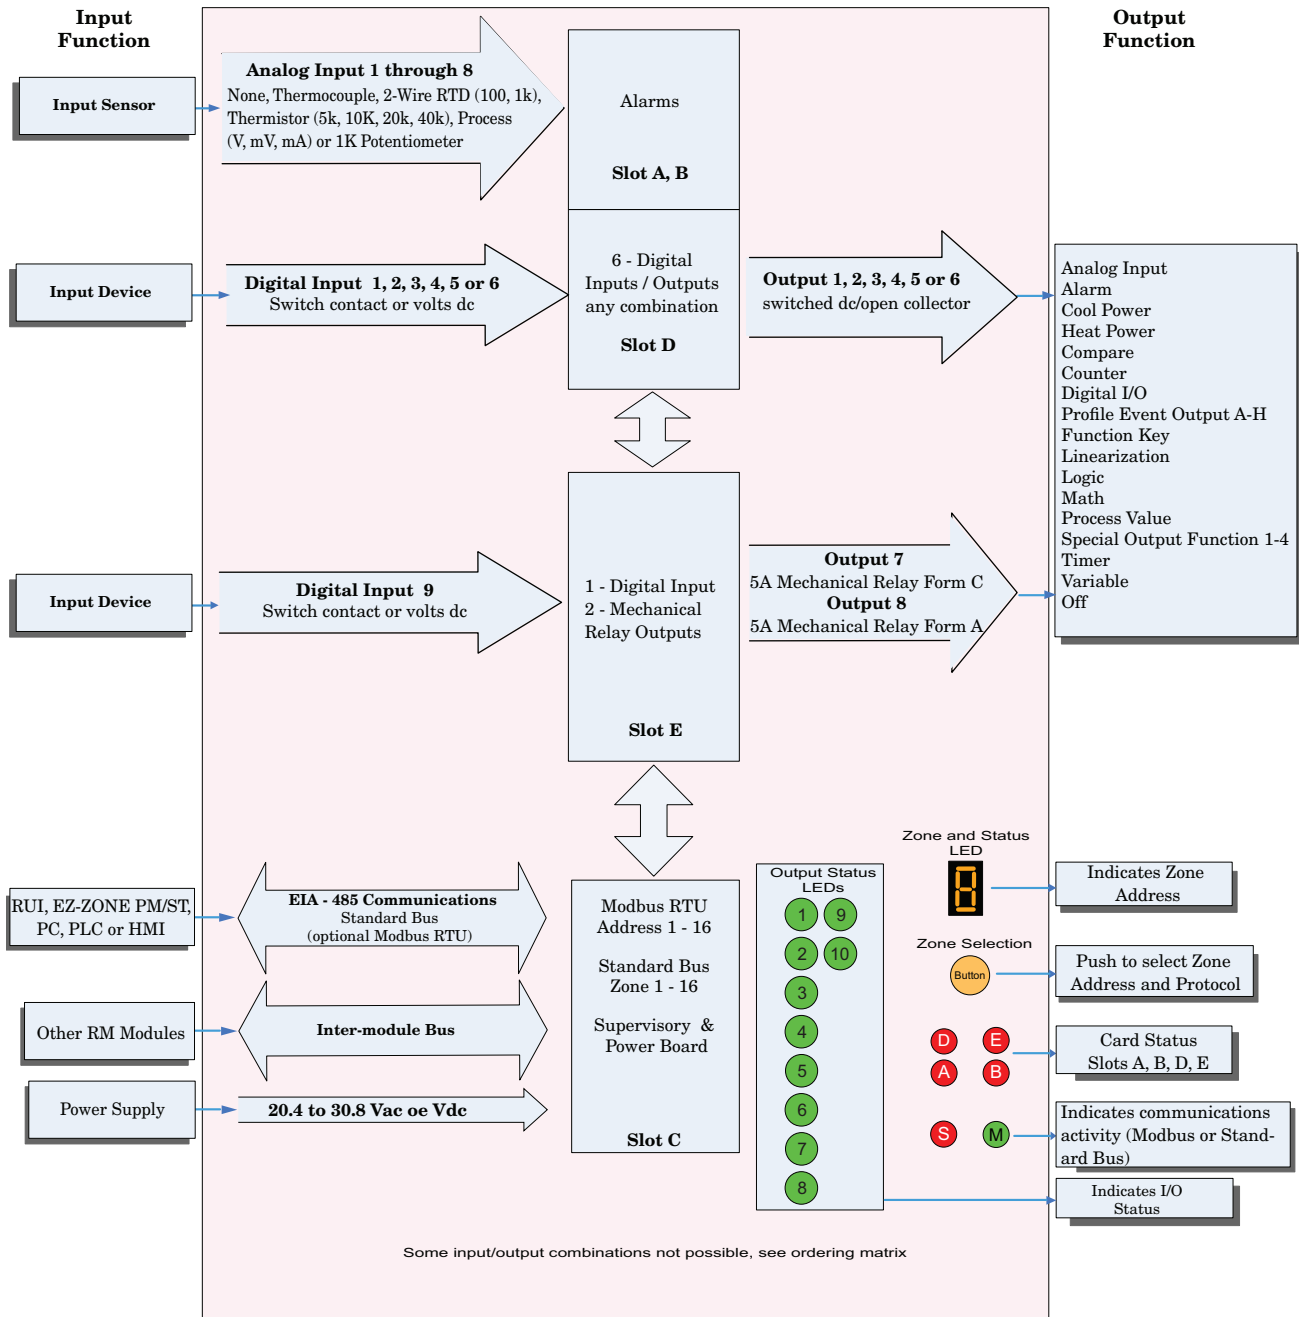 Input
Function
Output
Function
Input Sensor
Analog Input 1 through 8
None, Thermocouple, 2-Wire RTD (100, 1k),
Thermistor (5k, 10K, 20k, 40k), Process
(V, mV, mA) or 1K Potentiometer
Alarms
Slot A, B
Input Device
Digital Input 1, 2, 3, 4, 5 or 6
Switch contact or volts dc
6 - Digital
Inputs / Outputs
any combination
Slot D
Output 1, 2, 3, 4, 5 or 6
switched dc/open collector
Analog Input
Alarm
Cool Power
Heat Power
Compare
Counter
Digital I/O
Profile Event Output A-H
Function Key
Linearization
Logic
Math
Process Value
Special Output Function 1-4
Timer
Variable
Off
Input Device
Digital Input 9
Switch contact or volts dc
1 - Digital Input
2 - Mechanical
Relay Outputs
Slot E
Output 7
5A Mechanical Relay Form C
Output 8
5A Mechanical Relay Form A
RUI, EZ-ZONE PM/ST,
PC, PLC or HMI
EIA - 485 Communications
Standard Bus
(optional Modbus RTU)
Other RM Modules
Inter-module Bus
Power Supply
20.4 to 30.8 Vac oe Vdc
Modbus RTU
Address 1 - 16
Standard Bus
Zone 1 - 16
Supervisory &
Power Board
Slot C
Output Status
LEDs
1 9
2 10
3
4
5
6
7
8
Zone and Status
LED
8
Indicates Zone
Address
Zone Selection
Button
Push to select Zone
Address and Protocol
D E
A B
Card Status
Slots A, B, D, E
S M
Indicates communications
activity (Modbus or Stand-
ard Bus)
Indicates I/O
Status
Some input/output combinations not possible, see ordering matrix